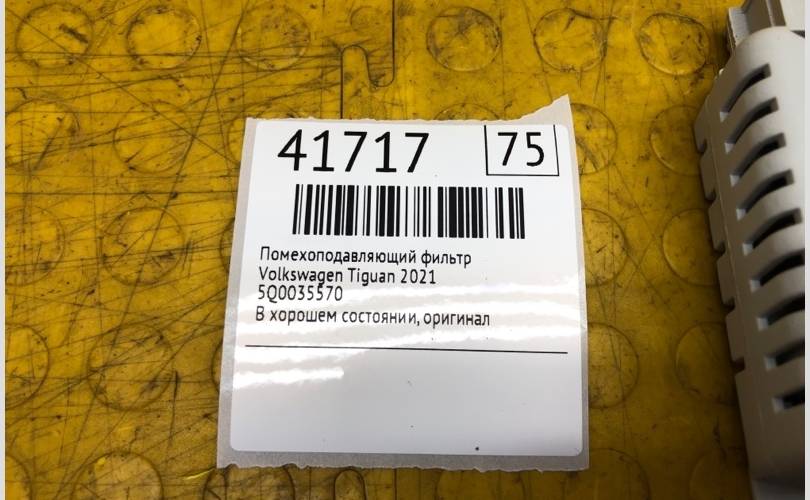 41717 75
Помехоподавляющий фильтр
Volkswagen Tiguan 2021
5Q0035570
В хорошем состоянии, оригинал